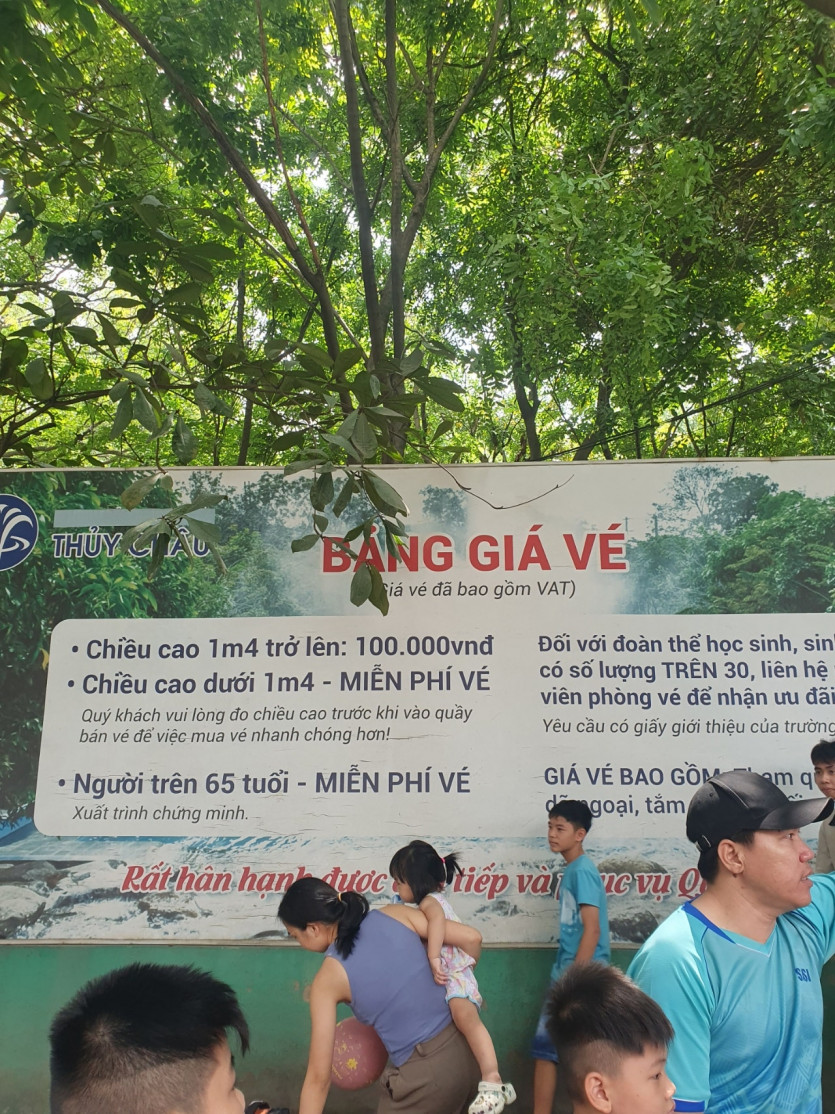 THỦY CHÂU
BẢNG GIÁ VÉ
Giá vé đã bao gồm VAT)
• Chiều cao 1m4 trở lên: 100.000vnđ
• Chiều cao dưới 1m4 - MIỄN PHÍ VÉ
Quý khách vui lòng đo chiều cao trước khi vào quầy
bán vé để việc mua vé nhanh chóng hơn!
• Người trên 65 tuổi - MIỄN PHÍ VÉ
Xuất trình chứng minh.
Đối với đoàn thể học sinh, sin
có số lượng TRÊN 30, liên hệ
viên phòng vé để nhận ưu đãi
Yêu cầu có giấy giới thiệu của trường
GIÁ VÉ BAO GỒM: Tham qu
dã ngoại, tắm
Rất hân hạnh được tiếp và phục vụ Qu
SSI